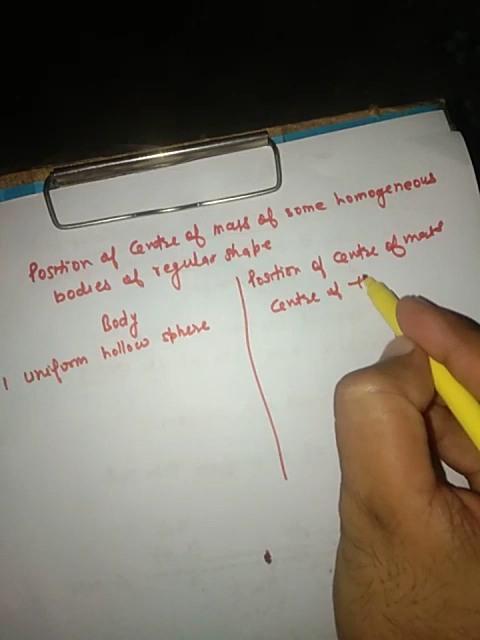 Position of Centre of mass of some homogeneous
bodies of regular shape
Body
Position of centre of mass
1 uniform hollow sphere
centre of